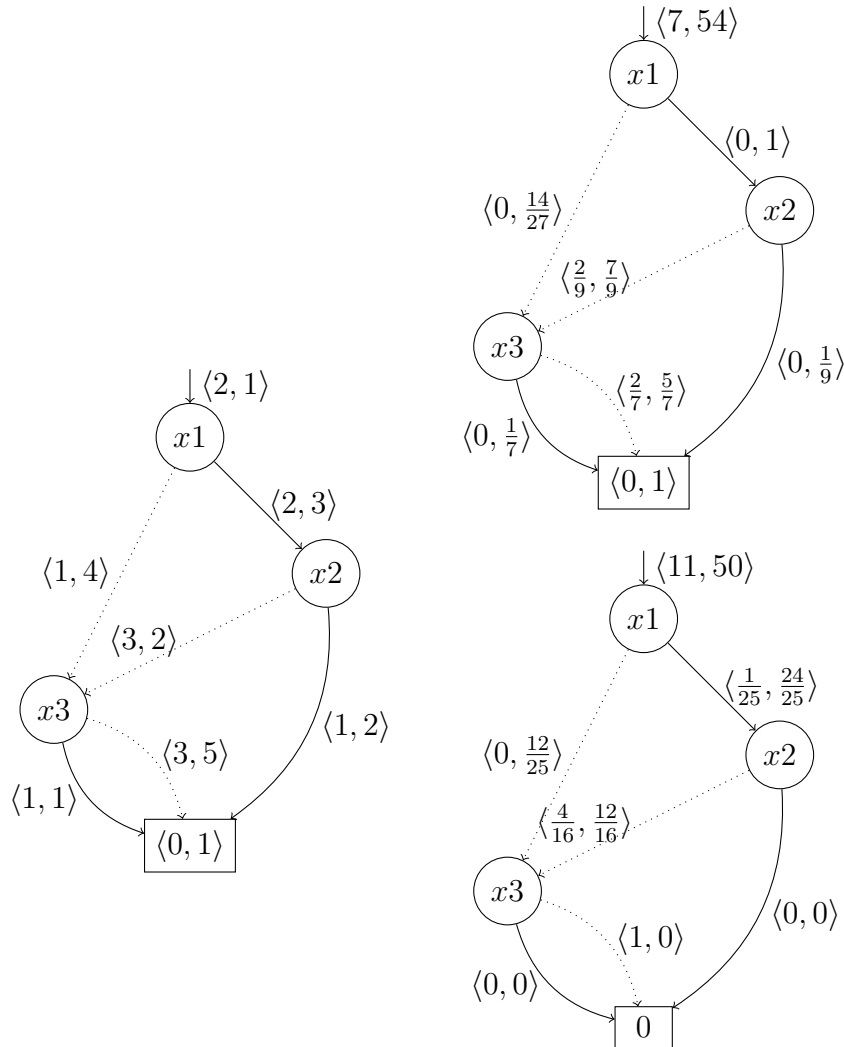 ⟨2, 1⟩
x1
⟨2, 3⟩
⟨1, 4⟩
x2
⟨3, 2⟩
x3
⟨3, 5⟩
⟨1, 2⟩
⟨1, 1⟩
⟨0, 1⟩
⟨7, 54⟩
x1
⟨0, 1⟩
⟨0, 14/27⟩
x2
⟨2/9, 7/9⟩
x3
⟨2/7, 5/7⟩
⟨0, 1/9⟩
⟨0, 1/7⟩
⟨0, 1⟩
⟨11, 50⟩
x1
⟨1/25, 24/25⟩
⟨0, 12/25⟩
x2
⟨4/16, 12/16⟩
x3
⟨1, 0⟩
⟨0, 0⟩
⟨0, 0⟩
0